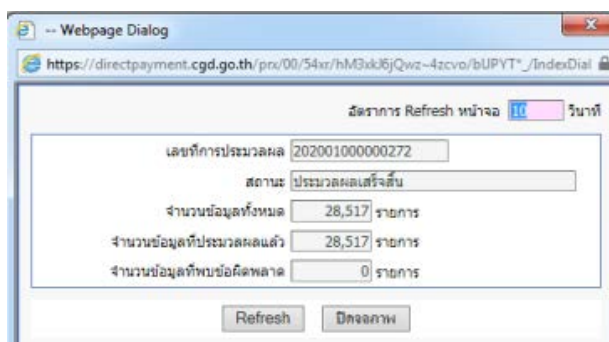 -- Webpage Dialog
https://directpayment.cgd.go.th/prx/00/54xr/hM3xkJ6jQwz~4zcvo/bUPYT*_/IndexDial
อัตราการ Refresh หน้าจอ 10 วินาที
เลขที่การประมวลผล 202001000000272
สถานะ ประมวลผลเสร็จสิ้น
จำนวนข้อมูลทั้งหมด 28,517 รายการ
จำนวนข้อมูลที่ประมวลผลแล้ว 28,517 รายการ
จำนวนข้อมูลที่พบข้อผิดพลาด 0 รายการ
Refresh ปิดจอภาพ